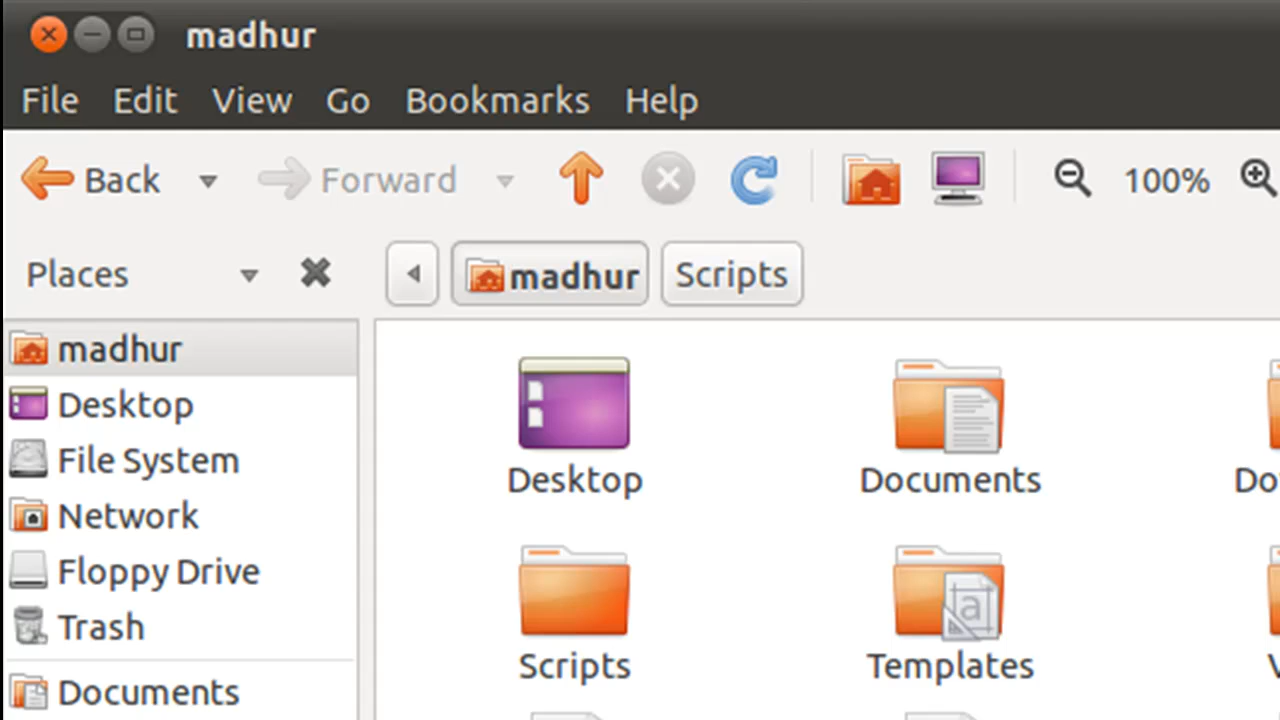 madhur
File Edit View Go Bookmarks Help
Back Forward 100%
Places madhur Scripts
madhur
Desktop
File System
Network
Floppy Drive
Trash
Documents
Desktop Documents
Scripts Templates